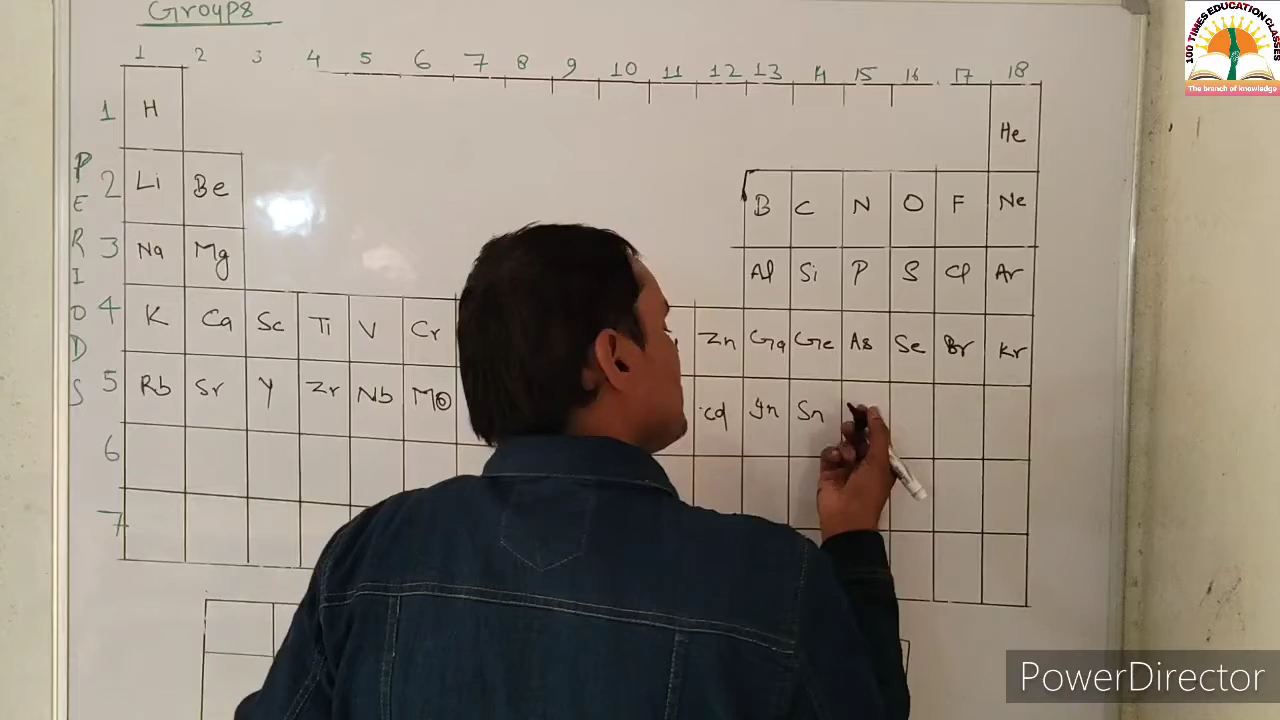 Groups
1 2 3 4 5 6 7 8 9 10 11 12 13 14 15 16 17 18
PERIODS
1 H He
2 Li Be B C N O F Ne
3 Na Mg Al Si P S Cl Ar
4 K Ca Sc Ti V Cr Zn Ga Ge As Se Br Kr
5 Rb Sr Y Zr Nb Mo Cd In Sn
6
7
100 TIMES EDUCATION CLASSES
The branch of knowledge
PowerDirector